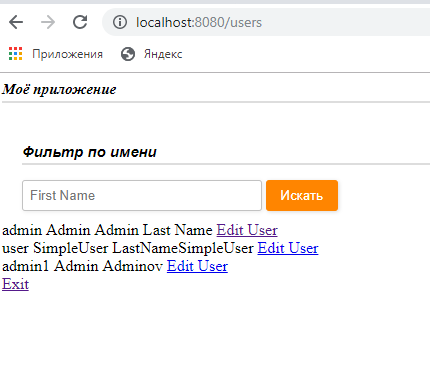 localhost:8080/users
Приложения Яндекс
Моё приложение
Фильтр по имени
First Name Искать
admin Admin Admin Last Name Edit User
user SimpleUser LastNameSimpleUser Edit User
admin1 Admin Adminov Edit User
Exit